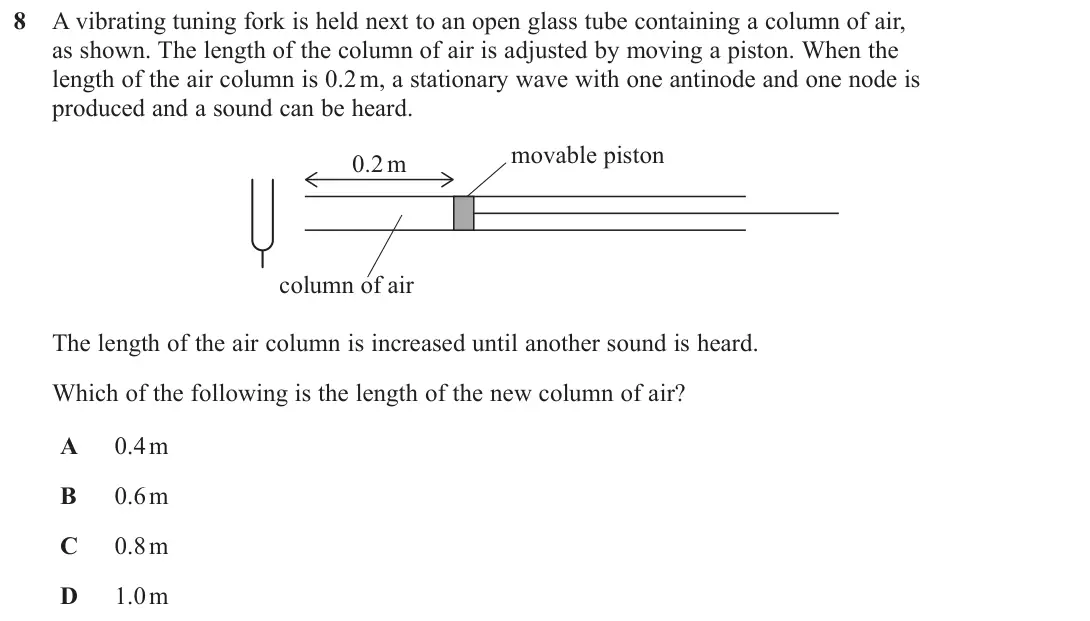 8 A vibrating tuning fork is held next to an open glass tube containing a column of air,
as shown. The length of the column of air is adjusted by moving a piston. When the
length of the air column is 0.2 m, a stationary wave with one antinode and one node is
produced and a sound can be heard.
0.2 m
movable piston
column of air
The length of the air column is increased until another sound is heard.
Which of the following is the length of the new column of air?
A 0.4 m
B 0.6 m
C 0.8 m
D 1.0 m